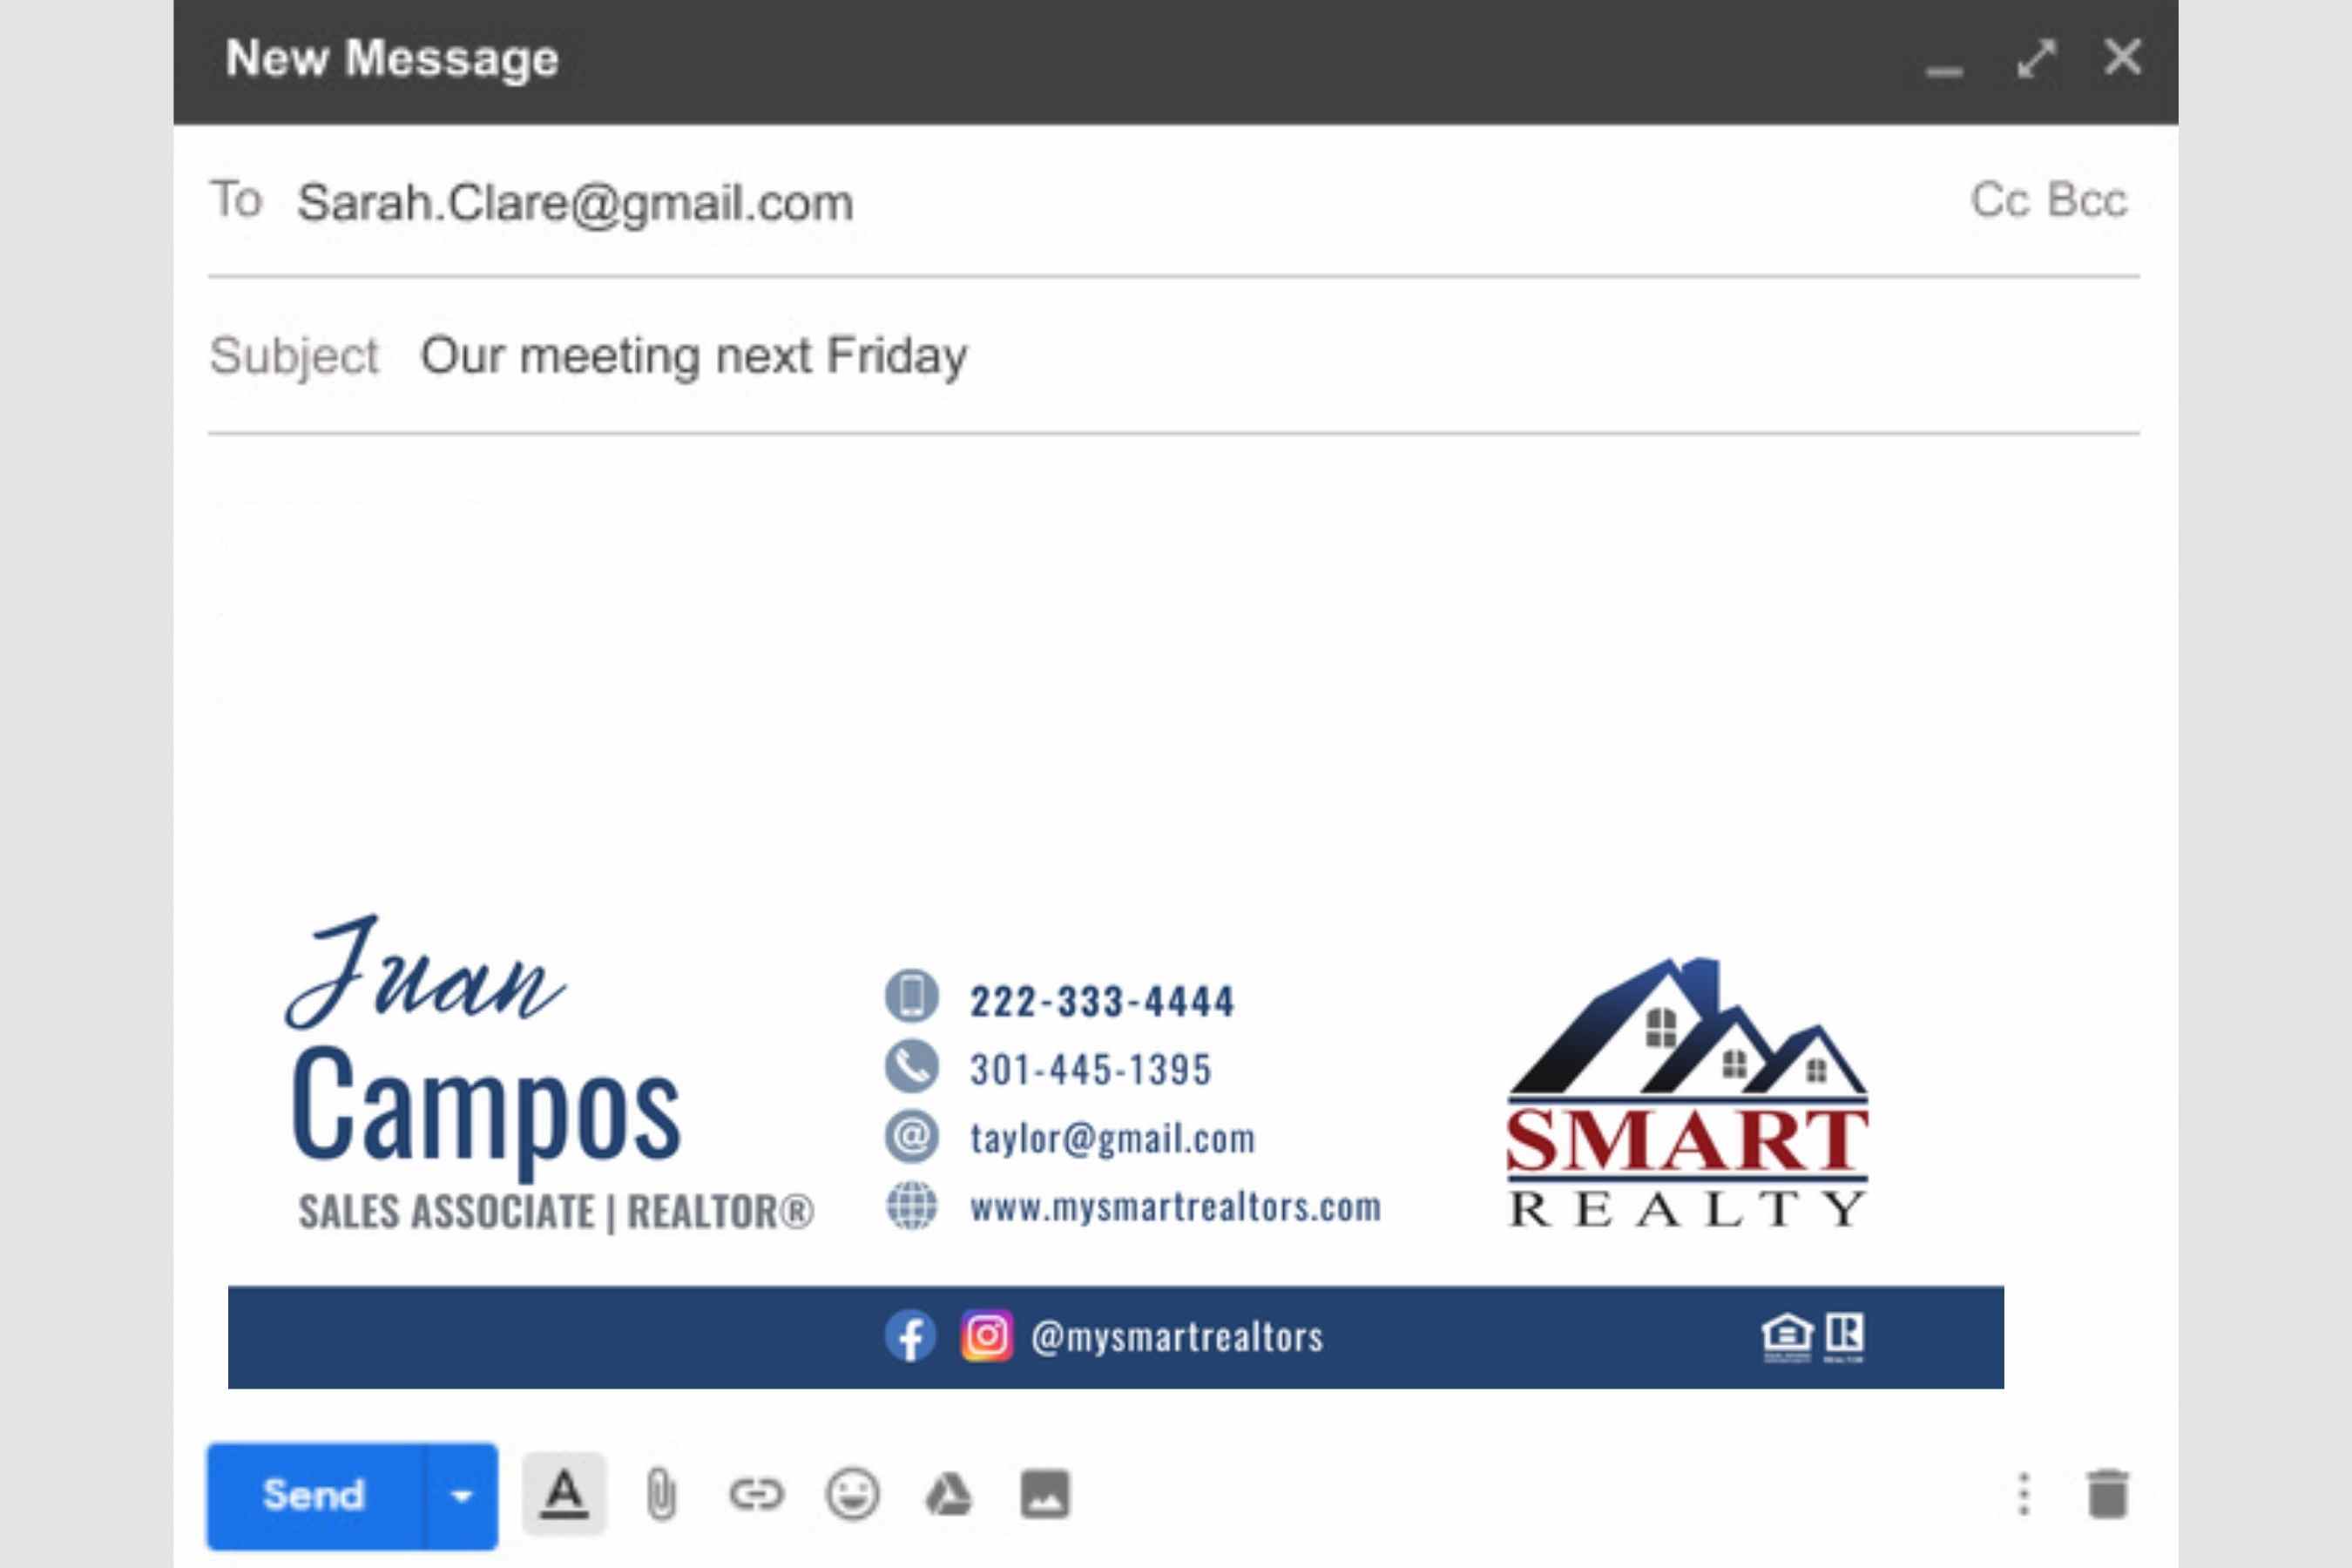 New Message
To Sarah.Clare@gmail.com Cc Bcc
Subject Our meeting next Friday
Juan
Campos
SALES ASSOCIATE | REALTOR®
222-333-4444
301-445-1395
taylor@gmail.com
www.mysmartrealtors.com
SMART
REALTY
@mysmartrealtors
Send